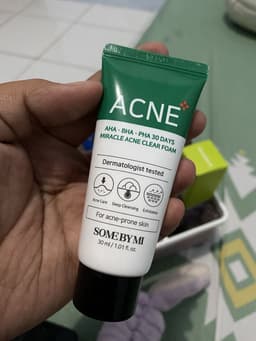 ACNE+
AHA · BHA · PHA 30 DAYS
MIRACLE ACNE CLEAR FOAM
Dermatologist tested
Acne Care Deep Cleansing Exfoliation
For acne-prone skin
SOME BY MI
30 ml / 1.01 fl. oz.